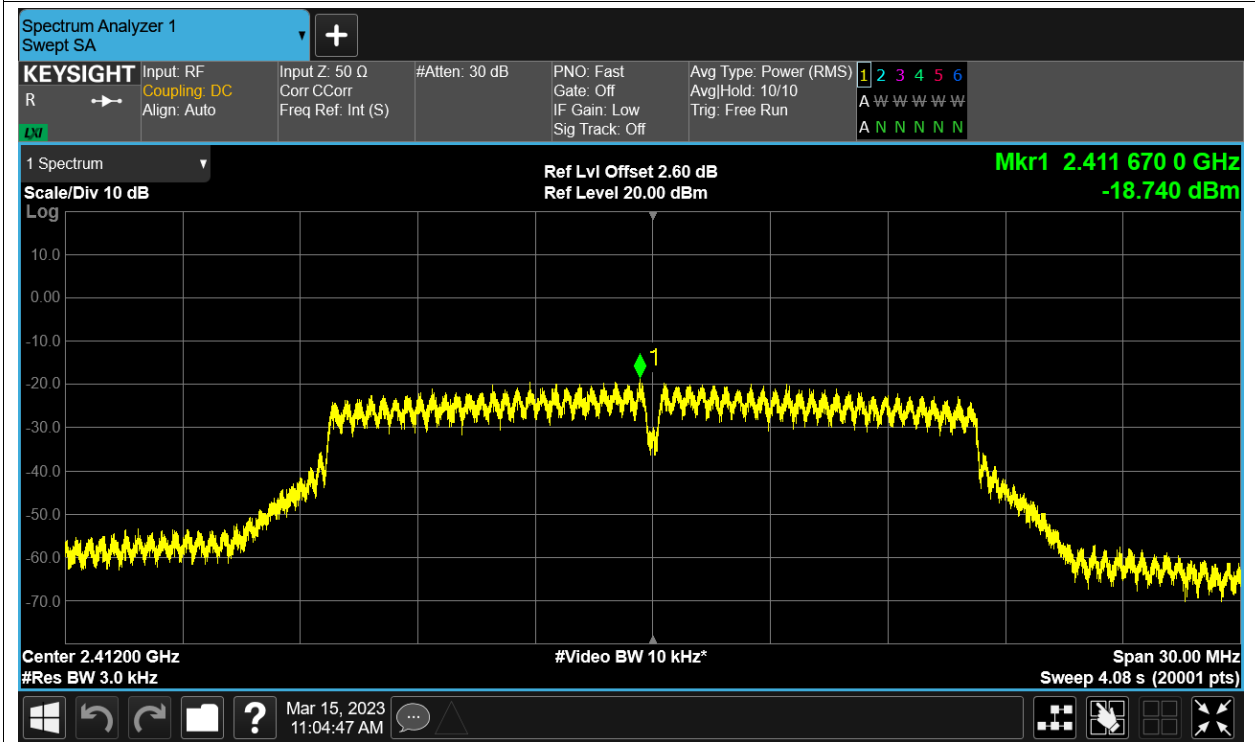 Spectrum Analyzer 1
Swept SA
+
KEYSIGHT
R
LXI
Input: RF
Coupling: DC
Align: Auto
Input Z: 50 Ω
Corr CCorr
Freq Ref: Int (S)
#Atten: 30 dB
PNO: Fast
Gate: Off
IF Gain: Low
Sig Track: Off
Avg Type: Power (RMS)
Avg|Hold: 10/10
Trig: Free Run
1 2 3 4 5 6
A W W W W W
A N N N N N
1 Spectrum
Scale/Div 10 dB
Log
Ref Lvl Offset 2.60 dB
Ref Level 20.00 dBm
Mkr1 2.411 670 0 GHz
-18.740 dBm
10.0
0.00
-10.0
-20.0
-30.0
-40.0
-50.0
-60.0
-70.0
1
Center 2.41200 GHz
#Res BW 3.0 kHz
#Video BW 10 kHz*
Span 30.00 MHz
Sweep 4.08 s (20001 pts)
?
Mar 15, 2023
11:04:47 AM